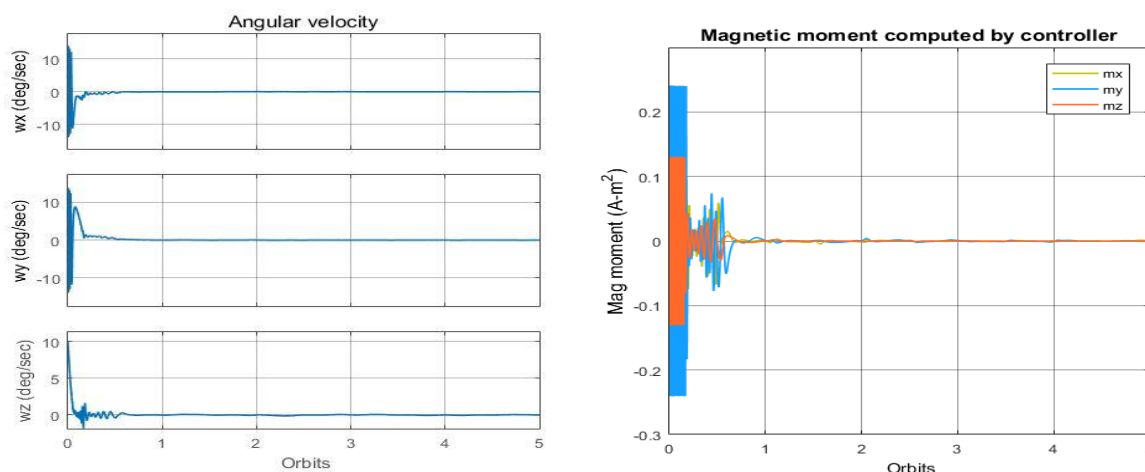 Angular velocity
wx (deg/sec)
10
0
-10
wy (deg/sec)
10
0
-10
wz (deg/sec)
10
5
0
0
1
2
3
4
5
Orbits
Magnetic moment computed by controller
mx
my
mz
Mag moment (A-m²)
0.2
0.1
0
-0.1
-0.2
-0.3
0
1
2
3
4
Orbits